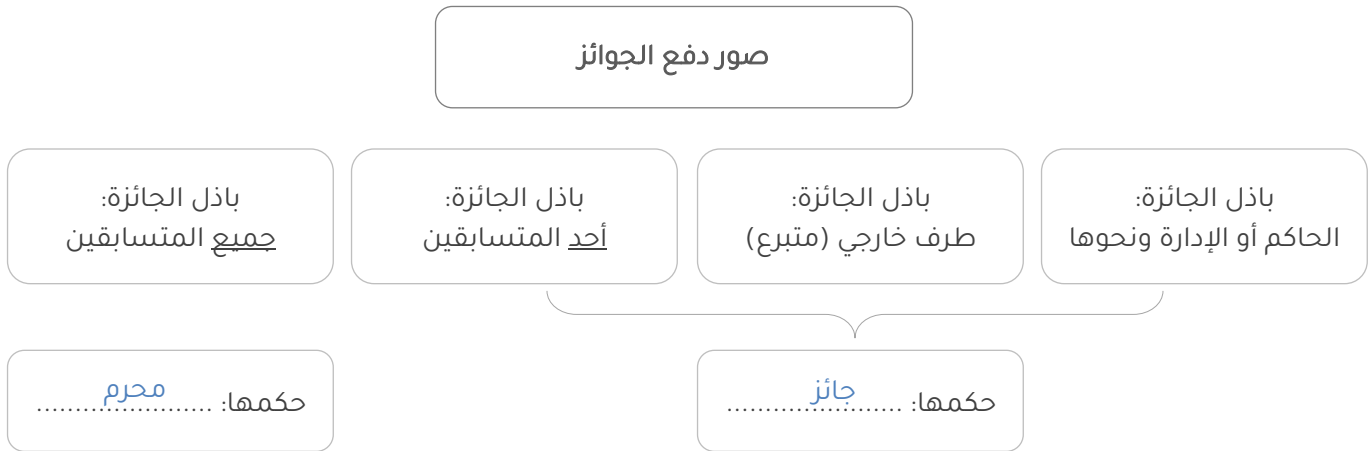 صور دفع الجوائز
باذل الجائزة:
الحاكم أو الإدارة ونحوها
باذل الجائزة:
طرف خارجي (متبرع)
باذل الجائزة:
أحد المتسابقين
باذل الجائزة:
جميع المتسابقين
حكمها: جائز.......................
حكمها: محرم.......................